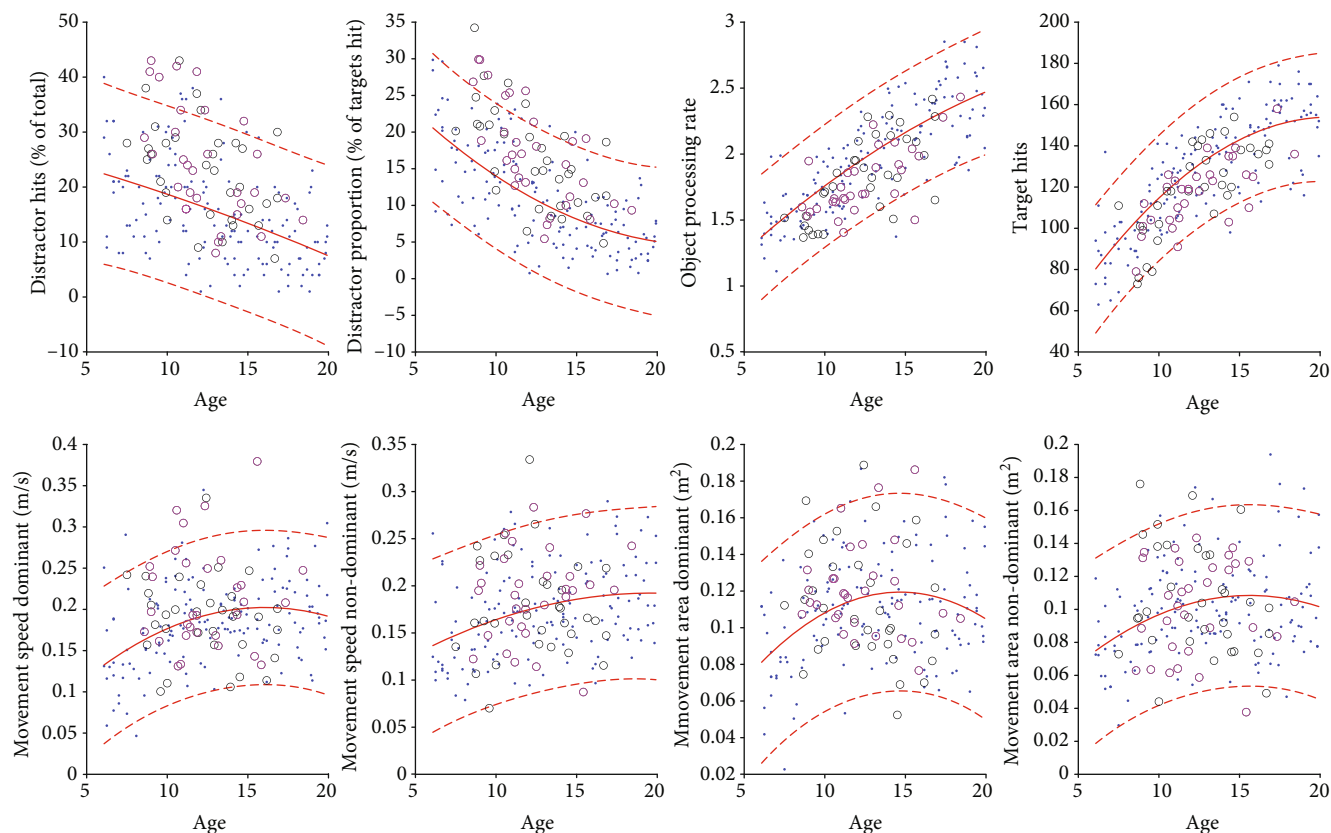 Distractor hits (% of total)
50
40
30
20
10
0
−10
5 10 15 20
Age
Distractor proportion (% of targets hit)
35
30
25
20
15
10
5
0
−5
−10
5 10 15 20
Age
Object processing rate
3
2.5
2
1.5
1
0.5
5 10 15 20
Age
Target hits
200
180
160
140
120
100
80
60
40
5 10 15 20
Age
Movement speed dominant (m/s)
0.4
0.35
0.3
0.25
0.2
0.15
0.1
0.05
0
5 10 15 20
Age
Movement speed non-dominant (m/s)
0.35
0.3
0.25
0.2
0.15
0.1
0.05
0
5 10 15 20
Age
Mmovement area dominant (m²)
0.2
0.18
0.16
0.14
0.12
0.1
0.08
0.06
0.04
0.02
5 10 15 20
Age
Movement area non-dominant (m²)
0.2
0.18
0.16
0.14
0.12
0.1
0.08
0.06
0.04
0.02
0
5 10 15 20
Age